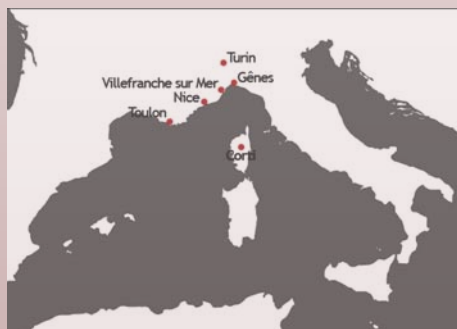 Turin
Gênes
Villefranche sur Mer
Nice
Toulon
Corti